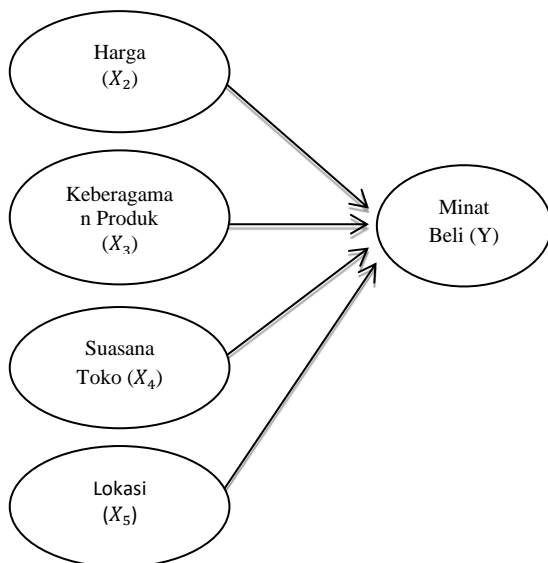 Harga
(X₂)
Keberagama
n Produk
(X₃)
Suasana
Toko (X₄)
Lokasi
(X₅)
Minat
Beli (Y)